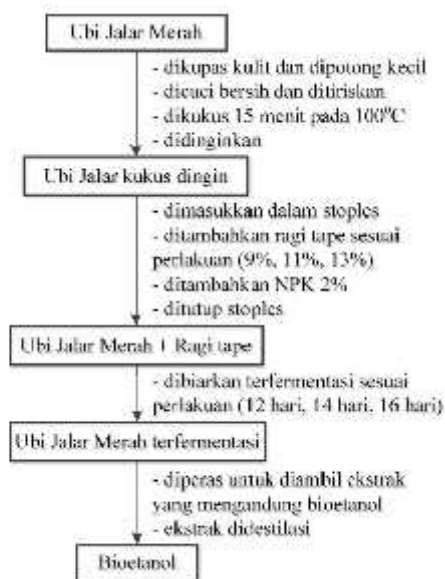 Ubi Jalar Merah
- dikupas kulit dan dipotong kecil
- dicuci bersih dan ditiriskan
- dikukus 15 menit pada 100°C
- didinginkan
Ubi Jalar kukus dingin
- dimasukkan dalam stoples
- ditambahkan ragi tape sesuai
perlakuan (9%, 11%, 13%)
- ditambahkan NPK 2%
- ditutup stoples
Ubi Jalar Merah + Ragi tape
- dibiarkan terfermentasi sesuai
perlakuan (12 hari, 14 hari, 16 hari)
Ubi Jalar Merah terfermentasi
- diperas untuk diambil ekstrak
yang mengandung bioetanol
- ekstrak didestilasi
Bioetanol